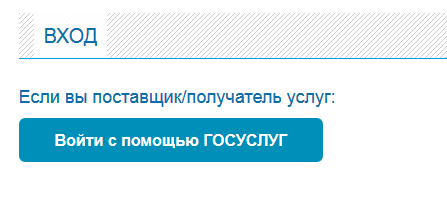 ВХОД
Если вы поставщик/получатель услуг:
Войти с помощью ГОСУСЛУГ